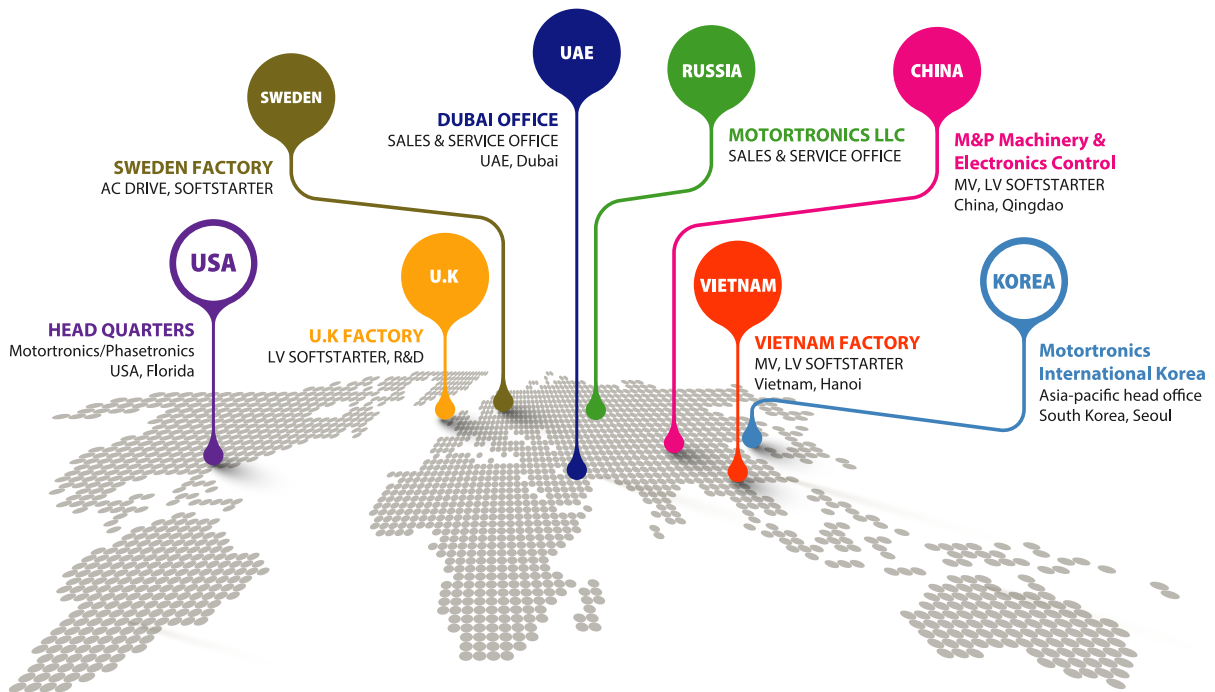 SWEDEN
SWEDEN FACTORY
AC DRIVE, SOFTSTARTER
UAE
DUBAI OFFICE
SALES & SERVICE OFFICE
UAE, Dubai
RUSSIA
MOTORTRONICS LLC
SALES & SERVICE OFFICE
CHINA
M&P Machinery &
Electronics Control
MV, LV SOFTSTARTER
China, Qingdao
USA
HEAD QUARTERS
Motortronics/Phasetronics
USA, Florida
U.K
U.K FACTORY
LV SOFTSTARTER, R&D
VIETNAM
VIETNAM FACTORY
MV, LV SOFTSTARTER
Vietnam, Hanoi
KOREA
Motortronics
International Korea
Asia-pacific head office
South Korea, Seoul